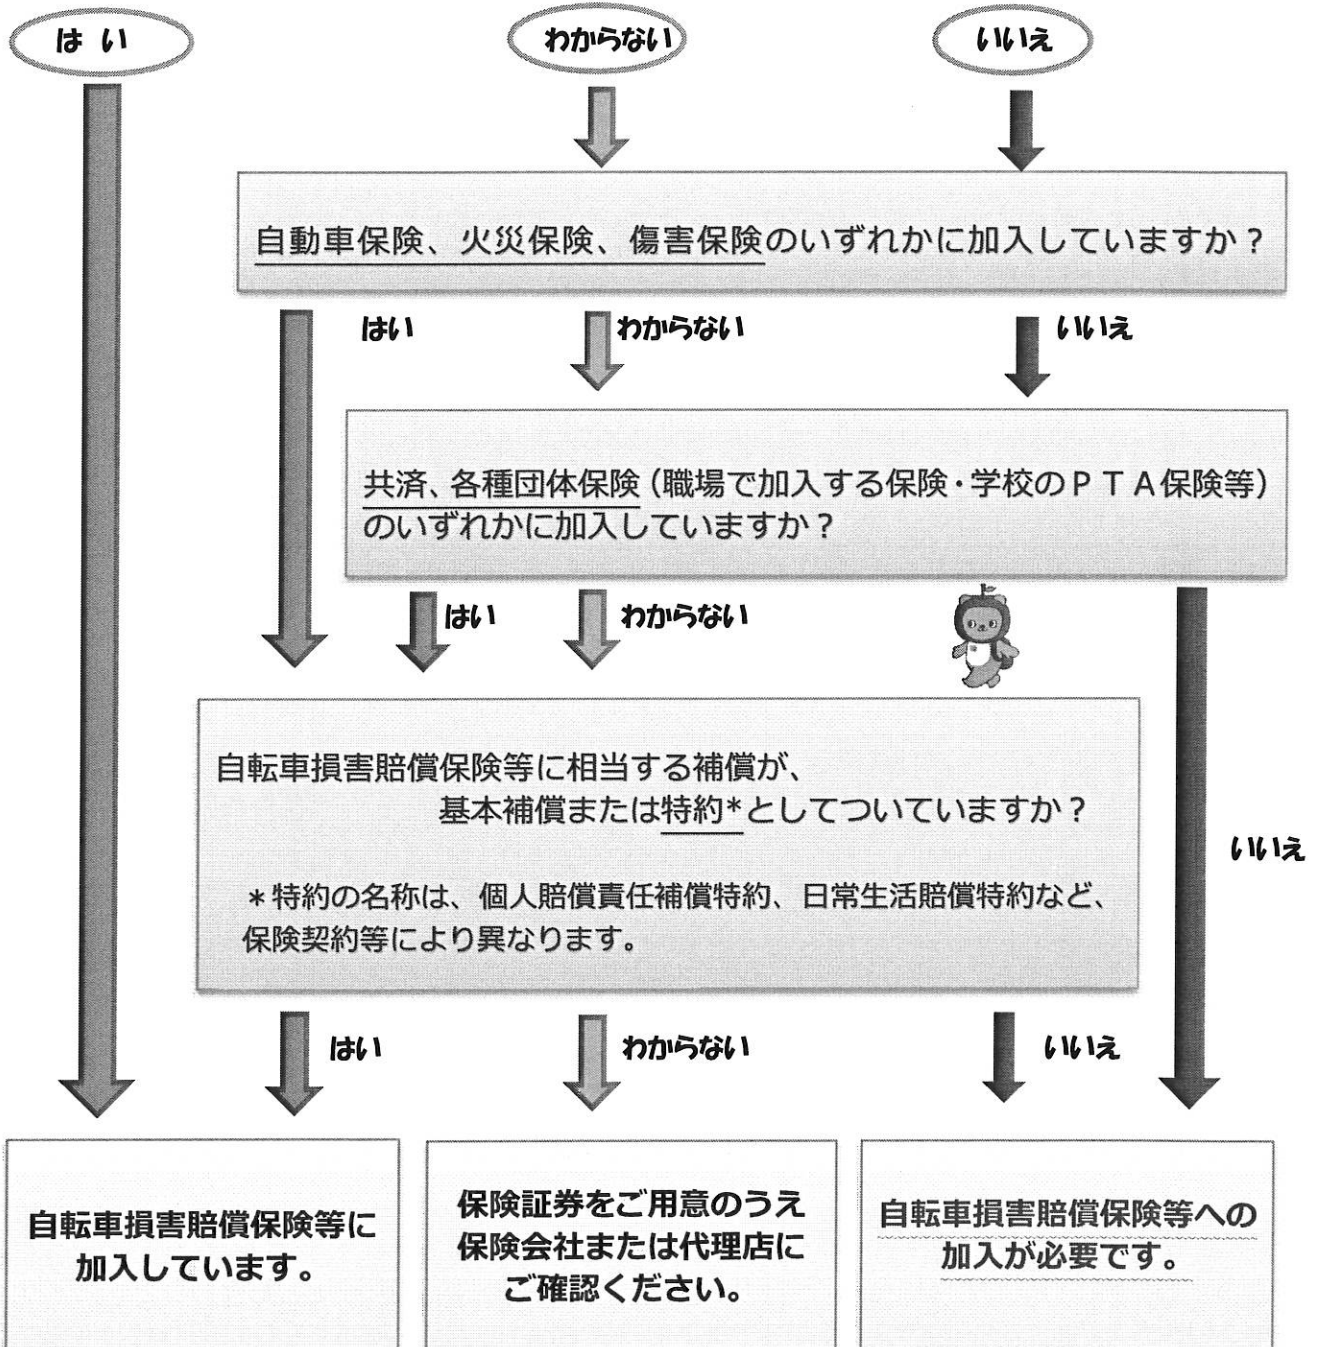 はい
わからない
いいえ
自動車保険、火災保険、傷害保険のいずれかに加入していますか？
はい
わからない
いいえ
共済、各種団体保険（職場で加入する保険・学校のＰＴＡ保険等）
のいずれかに加入していますか？
はい
わからない
いいえ
自転車損害賠償保険等に相当する補償が、
基本補償または特約*としてついていますか？
＊特約の名称は、個人賠償責任補償特約、日常生活賠償特約など、
保険契約等により異なります。
はい
わからない
いいえ
自転車損害賠償保険等に
加入しています。
保険証券をご用意のうえ
保険会社または代理店に
ご確認ください。
自転車損害賠償保険等への
加入が必要です。